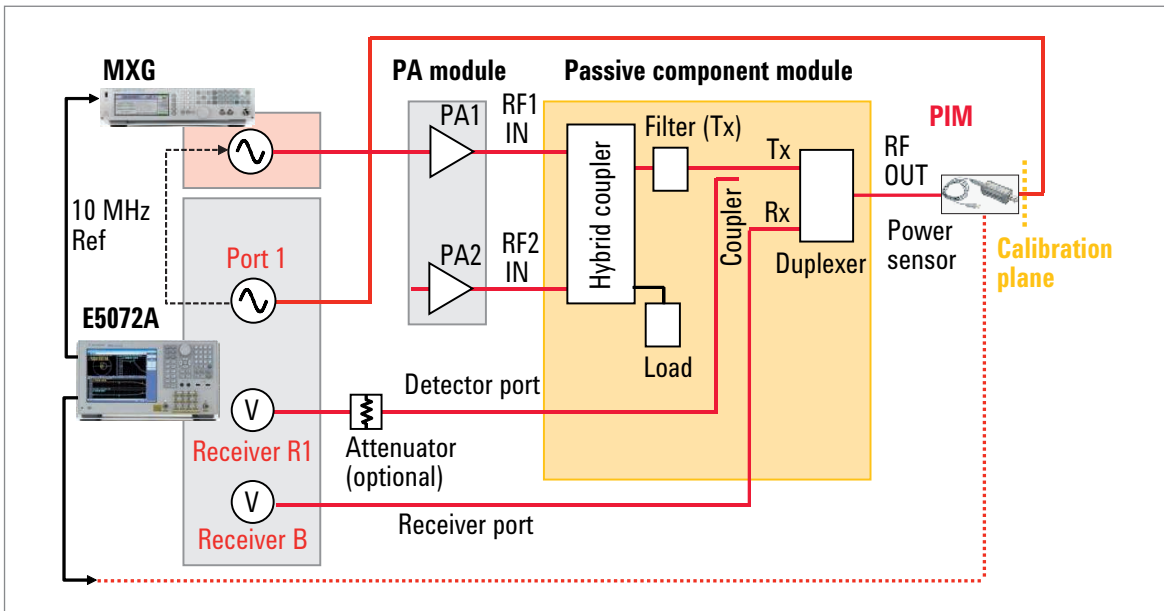 MXG
PA module
Passive component module
PA1
RF1
IN
Filter (Tx)
Tx
PIM
RF
OUT
10 MHz
Ref
Hybrid coupler
Coupler
Rx
Port 1
PA2
RF2
IN
Duplexer
Power
sensor
Calibration
plane
E5072A
Load
Detector port
V
Receiver R1
Attenuator
(optional)
V
Receiver B
Receiver port